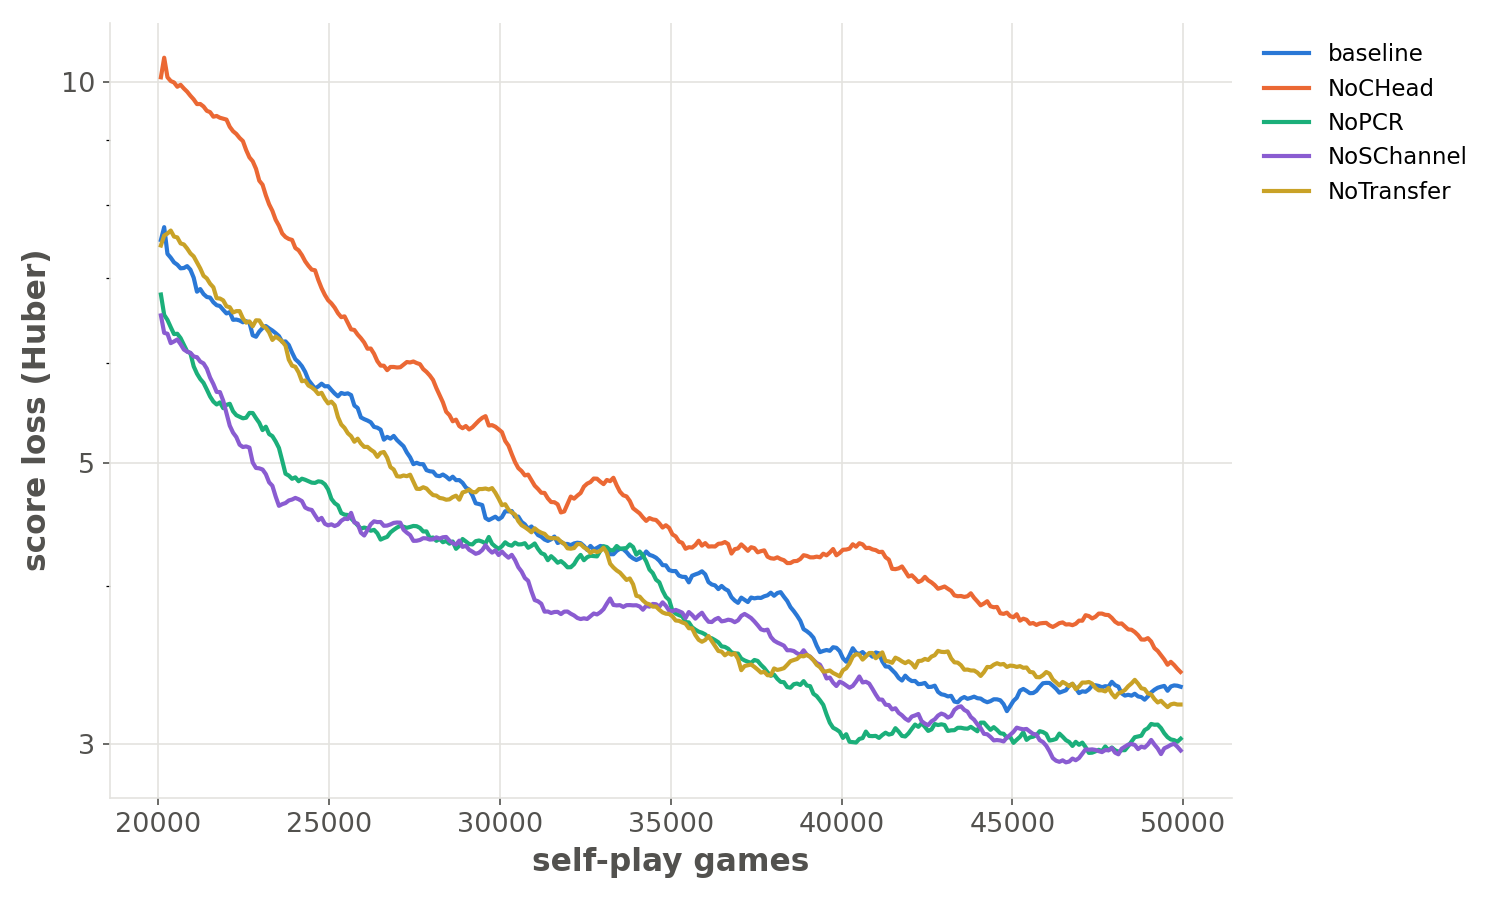 baseline
NoCHead
NoPCR
NoSChannel
NoTransfer
score loss (Huber)
10
5
3
20000 25000 30000 35000 40000 45000 50000
self-play games